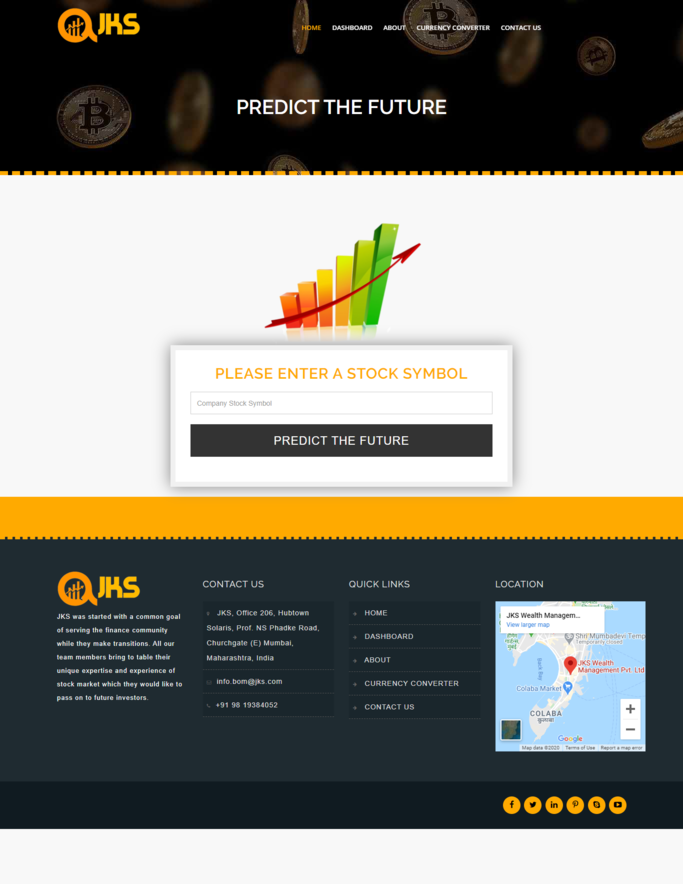 JKS
HOME DASHBOARD ABOUT CURRENCY CONVERTER CONTACT US
PREDICT THE FUTURE
PLEASE ENTER A STOCK SYMBOL
Company Stock Symbol
PREDICT THE FUTURE
JKS
JKS was started with a common goal
of serving the finance community
while they make transitions. All our
team members bring to table their
unique expertise and experience of
stock market which they would like to
pass on to future investors.
CONTACT US
JKS, Office 206, Hubtown
Solaris, Prof. NS Phadke Road,
Churchgate (E) Mumbai,
Maharashtra, India
info.bom@jks.com
+91 98 19384052
QUICK LINKS
HOME
DASHBOARD
ABOUT
CURRENCY CONVERTER
CONTACT US
LOCATION
JKS Wealth Managem...
View larger map
Shri Mumbadevi Temp
Temporarily closed
JKS Wealth
Management Pvt. Ltd
Back Bay
Colaba Market
COLABA
कुलाबा
Google
Map data ©2020 Terms of Use Report a map error